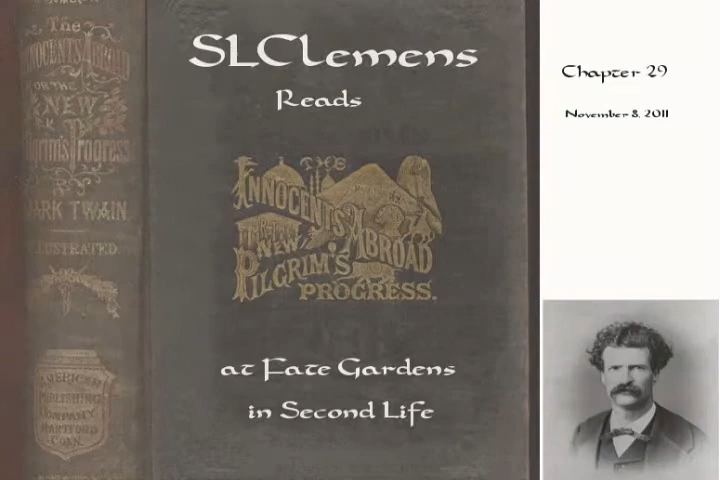 The
INNOCENTS ABROAD
OR THE
NEW
Pilgrim's Progress
MARK TWAIN.
ILLUSTRATED.
AMERICAN
PUBLISHING
COMPANY
HARTFORD
CONN.
SLClemens
Reads
THE
INNOCENTS ABROAD
OR THE
NEW
PILGRIM'S
PROGRESS.
at Fate Gardens
in Second Life
Chapter 29
November 8, 2011